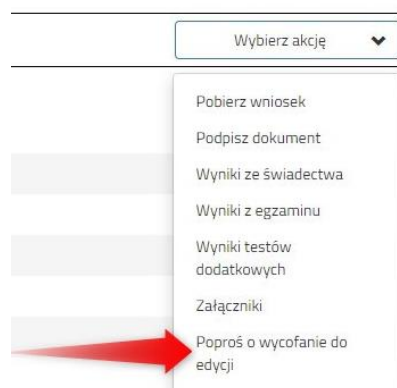 Wybierz akcję
Pobierz wniosek
Podpisz dokument
Wyniki ze świadectwa
Wyniki z egzaminu
Wyniki testów
dodatkowych
Załączniki
Poproś o wycofanie do
edycji